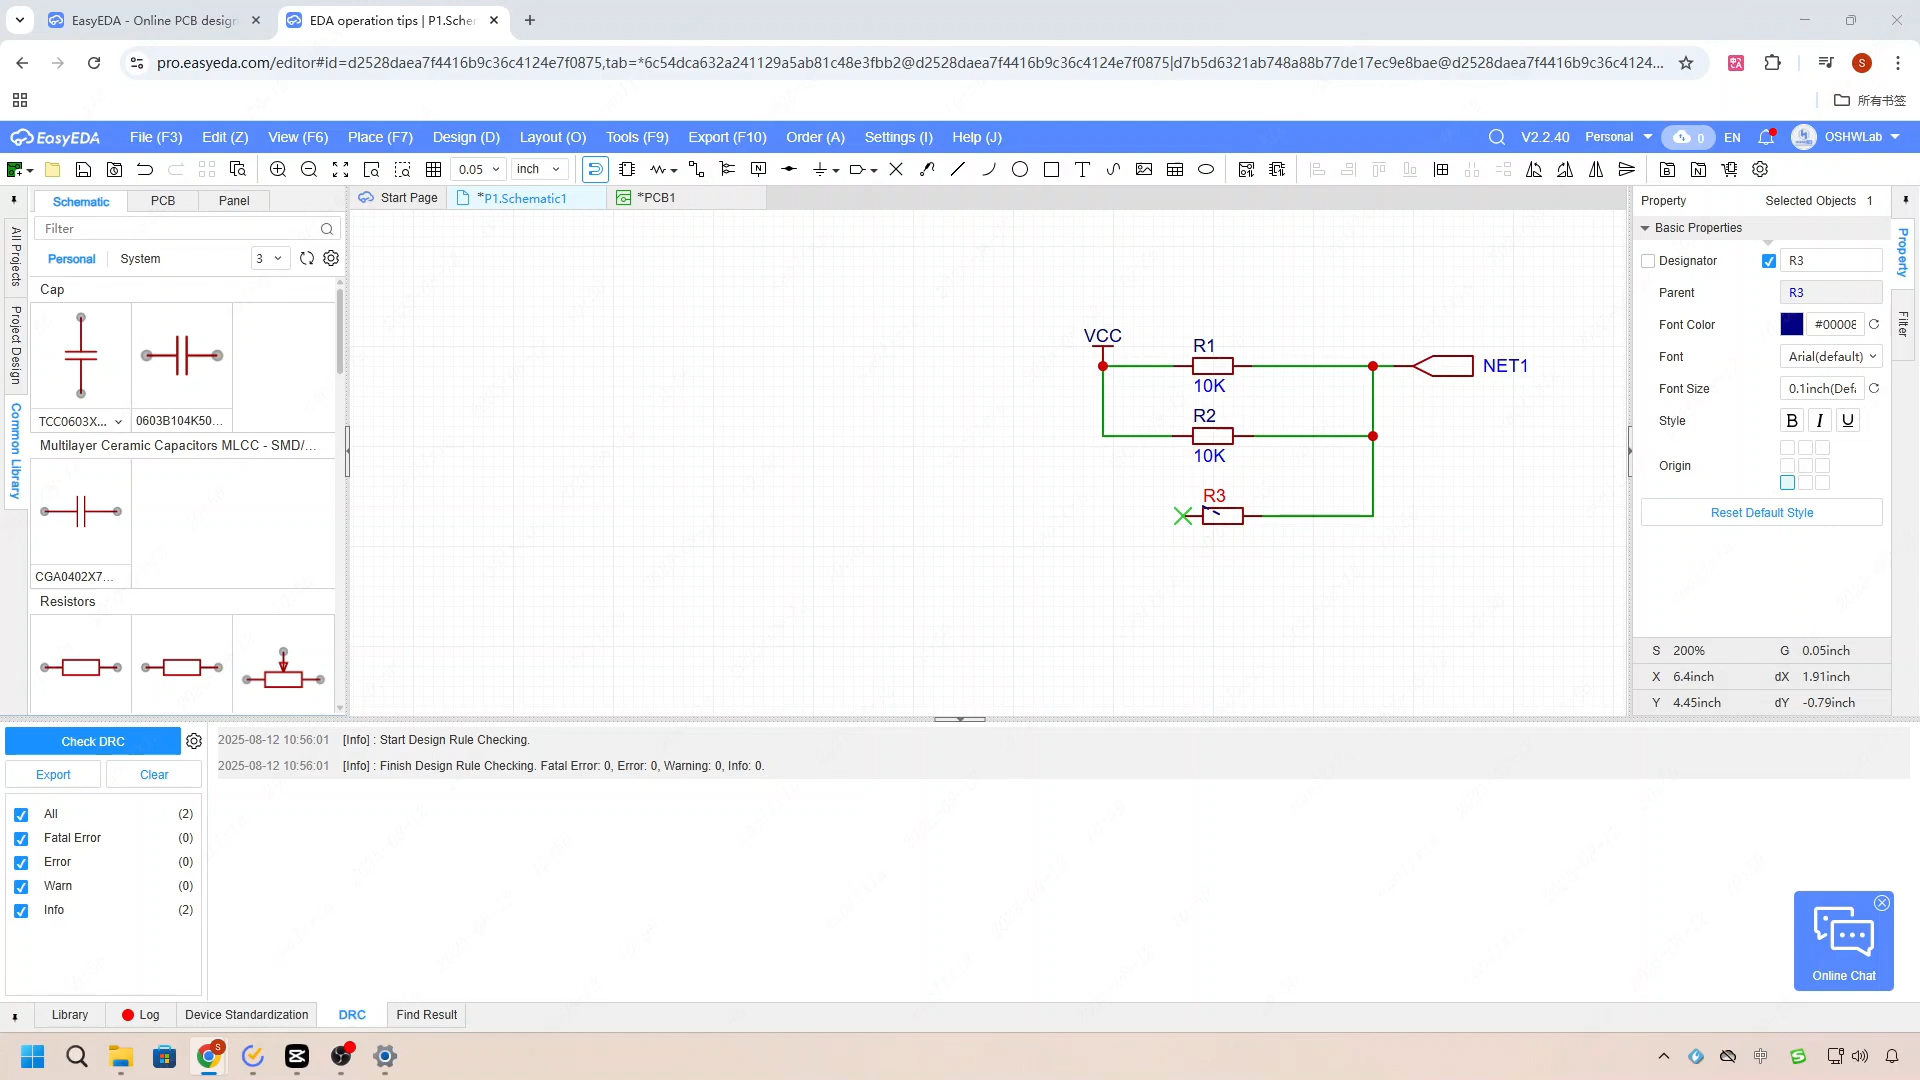 EasyEDA - Online PCB design
EDA operation tips | P1.Schem
pro.easyeda.com/editor#id=d2528daea7f4416b9c36c4124e7f0875,tab=*6c54dca632a241129a5ab81c48e3fbb2@d2528daea7f4416b9c36c4124e7f0875|d7b5d6321ab748a88b77de17ec9e8bae@d2528daea7f4416b9c36c4124...
S
所有书签
EasyEDA File (F3) Edit (Z) View (F6) Place (F7) Design (D) Layout (O) Tools (F9) Export (F10) Order (A) Settings (I) Help (J) V2.2.40 Personal 0 EN OSHWLab
0.05 inch
Schematic PCB Panel
Start Page *P1.Schematic1 *PCB1
Filter
Personal System 3
All Projects
Project Design
Common Library
Cap
TCC0603X... 0603B104K50...
Multilayer Ceramic Capacitors MLCC - SMD/...
CGA0402X7...
Resistors
VCC
R1
10K
NET1
R2
10K
R3
Property Selected Objects 1
Basic Properties
Designator R3
Parent R3
Font Color #00008
Font Arial(default)
Font Size 0.1inch(Defa
Style B I U
Origin
Reset Default Style
Property
Filter
S 200% G 0.05inch
X 6.4inch dX 1.91inch
Y 4.45inch dY -0.79inch
Check DRC
Export Clear
All (2)
Fatal Error (0)
Error (0)
Warn (0)
Info (2)
2025-08-12 10:56:01 [Info] : Start Design Rule Checking.
2025-08-12 10:56:01 [Info] : Finish Design Rule Checking. Fatal Error: 0, Error: 0, Warning: 0, Info: 0.
Online Chat
Library Log Device Standardization DRC Find Result
中